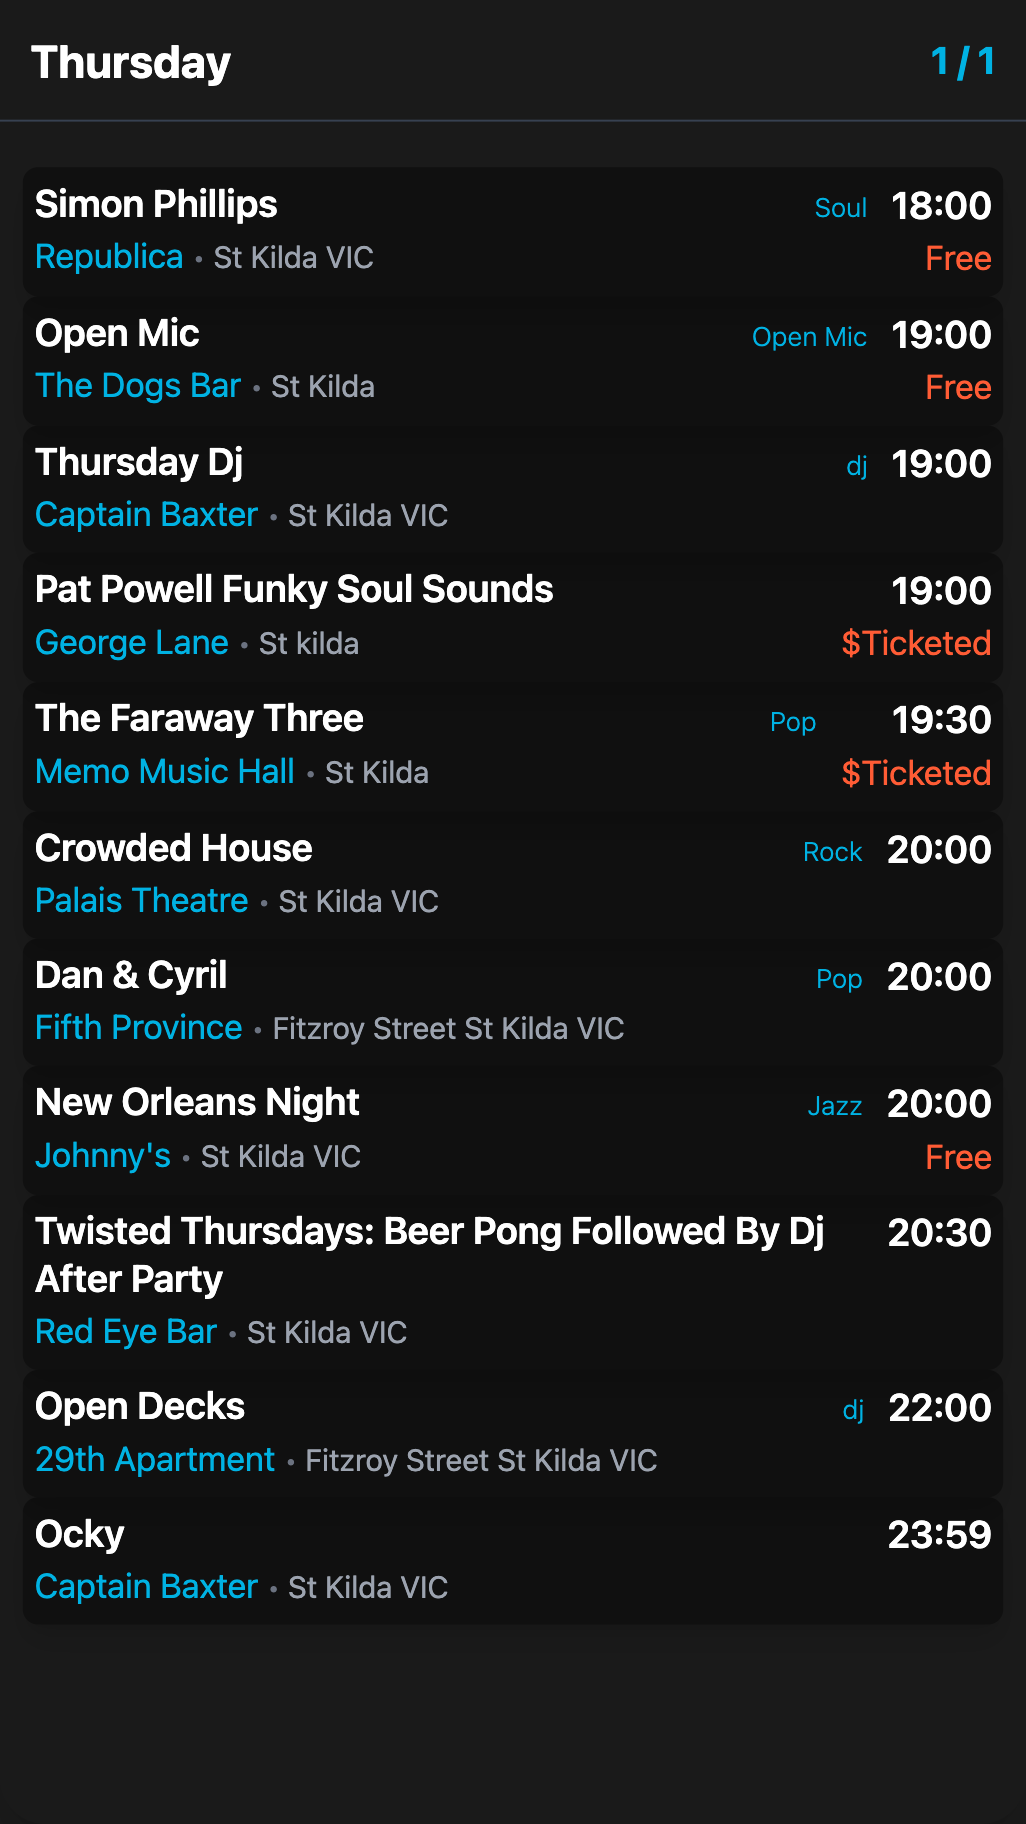 Thursday 1 / 1
Simon Phillips Soul 18:00
Republica • St Kilda VIC Free
Open Mic Open Mic 19:00
The Dogs Bar • St Kilda Free
Thursday Dj dj 19:00
Captain Baxter • St Kilda VIC
Pat Powell Funky Soul Sounds 19:00
George Lane • St kilda $Ticketed
The Faraway Three Pop 19:30
Memo Music Hall • St Kilda $Ticketed
Crowded House Rock 20:00
Palais Theatre • St Kilda VIC
Dan & Cyril Pop 20:00
Fifth Province • Fitzroy Street St Kilda VIC
New Orleans Night Jazz 20:00
Johnny's • St Kilda VIC Free
Twisted Thursdays: Beer Pong Followed By Dj 20:30
After Party
Red Eye Bar • St Kilda VIC
Open Decks dj 22:00
29th Apartment • Fitzroy Street St Kilda VIC
Ocky 23:59
Captain Baxter • St Kilda VIC